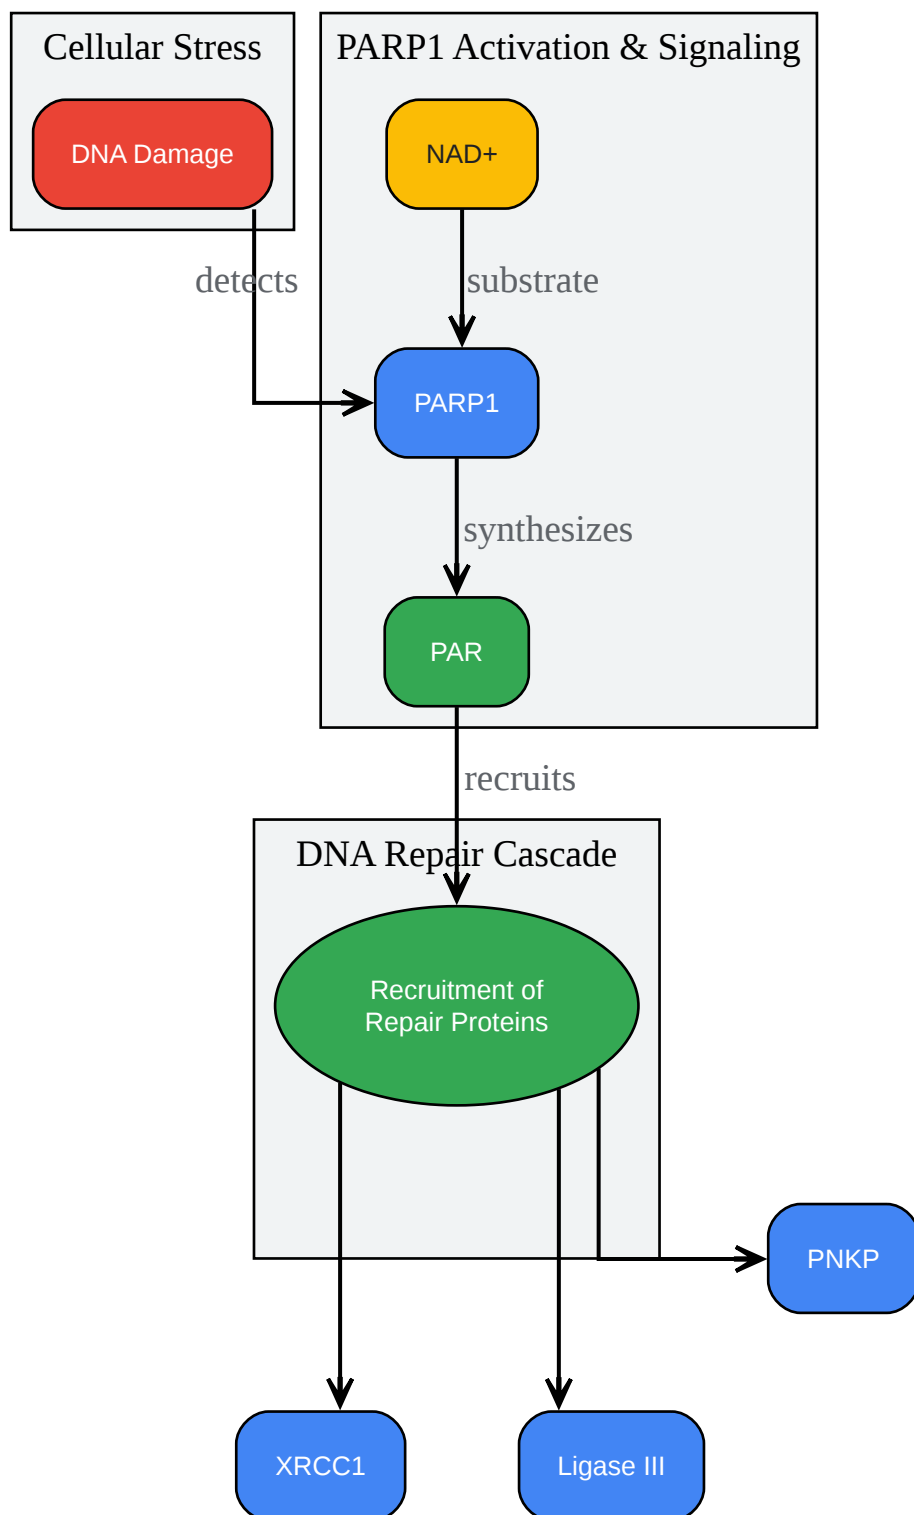 Cellular Stress
PARP1 Activation & Signaling
DNA Damage
NAD+
detects
substrate
PARP1
synthesizes
PAR
recruits
DNA Repair Cascade
Recruitment of
Repair Proteins
PNKP
XRCC1
Ligase III